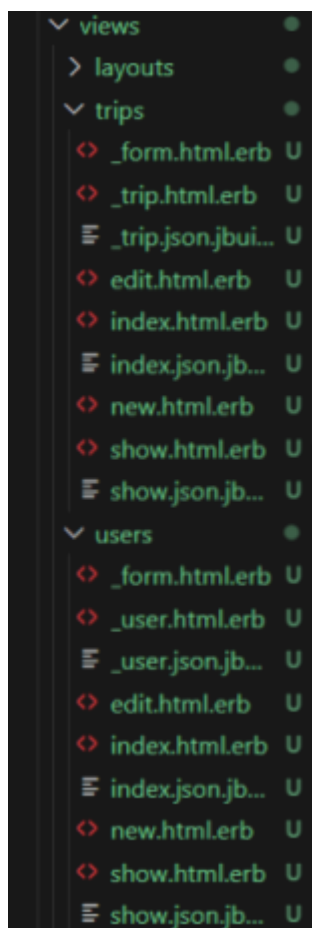 views
layouts
trips
_form.html.erb U
_trip.html.erb U
_trip.json.jbui... U
edit.html.erb U
index.html.erb U
index.json.jb... U
new.html.erb U
show.html.erb U
show.json.jb... U
users
_form.html.erb U
_user.html.erb U
_user.json.jb... U
edit.html.erb U
index.html.erb U
index.json.jb... U
new.html.erb U
show.html.erb U
show.json.jb... U